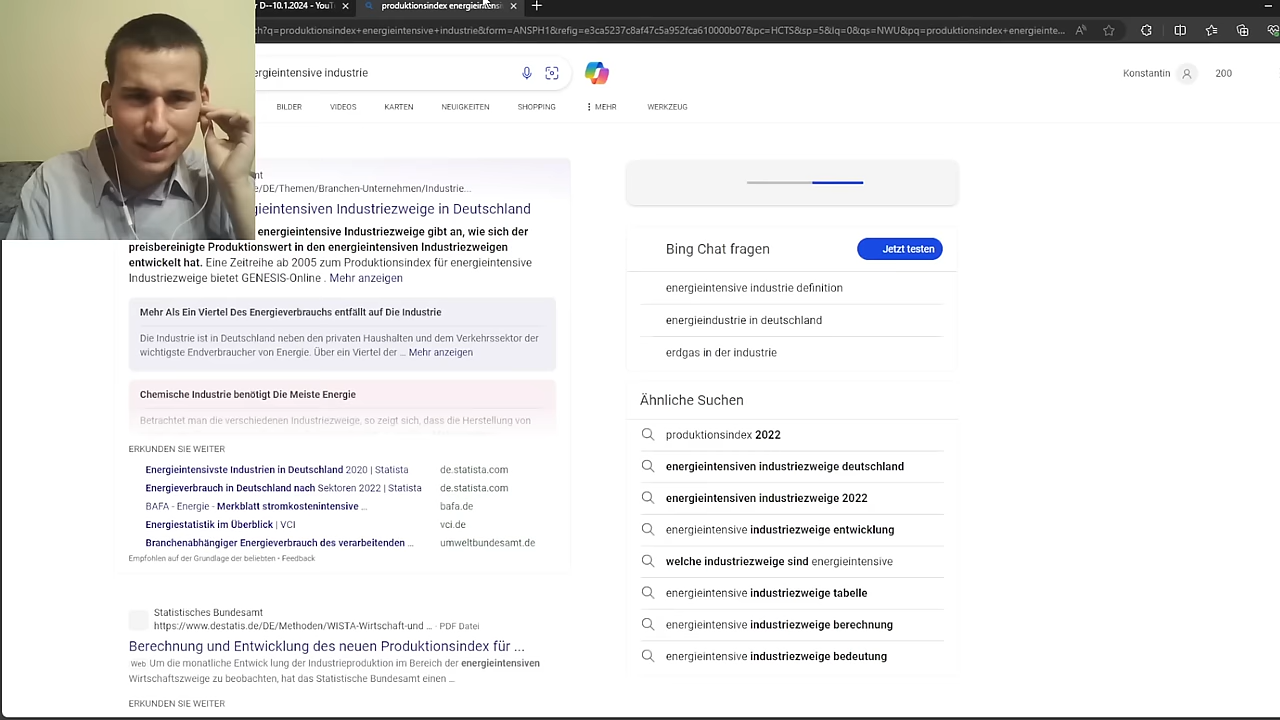 r D--10.1.2024 - YouT
produktionsindex energieintensi
ch?q=produktionsindex+energieintensive+industrie&form=ANSPH1&refig=e3ca5237c8af47c5a952fca610000b07&pc=HCTS&sp=5&lq=0&qs=NWU&pq=produktionsindex+energieinte...
ergieintensive industrie
Konstantin
200
BILDER
VIDEOS
KARTEN
NEUIGKEITEN
SHOPPING
MEHR
WERKZEUG
nt
e/DE/Themen/Branchen-Unternehmen/Industrie...
gieintensiven Industriezweige in Deutschland
energieintensive Industriezweige gibt an, wie sich der
preisbereinigte Produktionswert in den energieintensiven Industriezweigen
entwickelt hat. Eine Zeitreihe ab 2005 zum Produktionsindex für energieintensive
Industriezweige bietet GENESIS-Online . Mehr anzeigen
Mehr Als Ein Viertel Des Energieverbrauchs entfällt auf Die Industrie
Die Industrie ist in Deutschland neben den privaten Haushalten und dem Verkehrssektor der
wichtigste Endverbraucher von Energie. Über ein Viertel der ... Mehr anzeigen
Chemische Industrie benötigt Die Meiste Energie
Betrachtet man die verschiedenen Industriezweige, so zeigt sich, dass die Herstellung von
ERKUNDEN SIE WEITER
Energieintensivste Industrien in Deutschland 2020 | Statista de.statista.com
Energieverbrauch in Deutschland nach Sektoren 2022 | Statista de.statista.com
BAFA - Energie - Merkblatt stromkostenintensive ... bafa.de
Energiestatistik im Überblick | VCI vci.de
Branchenabhängiger Energieverbrauch des verarbeitenden ... umweltbundesamt.de
Empfohlen auf der Grundlage der beliebten • Feedback
Statistisches Bundesamt
https://www.destatis.de/DE/Methoden/WISTA-Wirtschaft-und ... · PDF Datei
Berechnung und Entwicklung des neuen Produktionsindex für ...
Web Um die monatliche Entwick lung der Industrieproduktion im Bereich der energieintensiven
Wirtschaftszweige zu beobachten, hat das Statistische Bundesamt einen ...
ERKUNDEN SIE WEITER
Bing Chat fragen
Jetzt testen
energieintensive industrie definition
energieindustrie in deutschland
erdgas in der industrie
Ähnliche Suchen
produktionsindex 2022
energieintensiven industriezweige deutschland
energieintensiven industriezweige 2022
energieintensive industriezweige entwicklung
welche industriezweige sind energieintensive
energieintensive industriezweige tabelle
energieintensive industriezweige berechnung
energieintensive industriezweige bedeutung